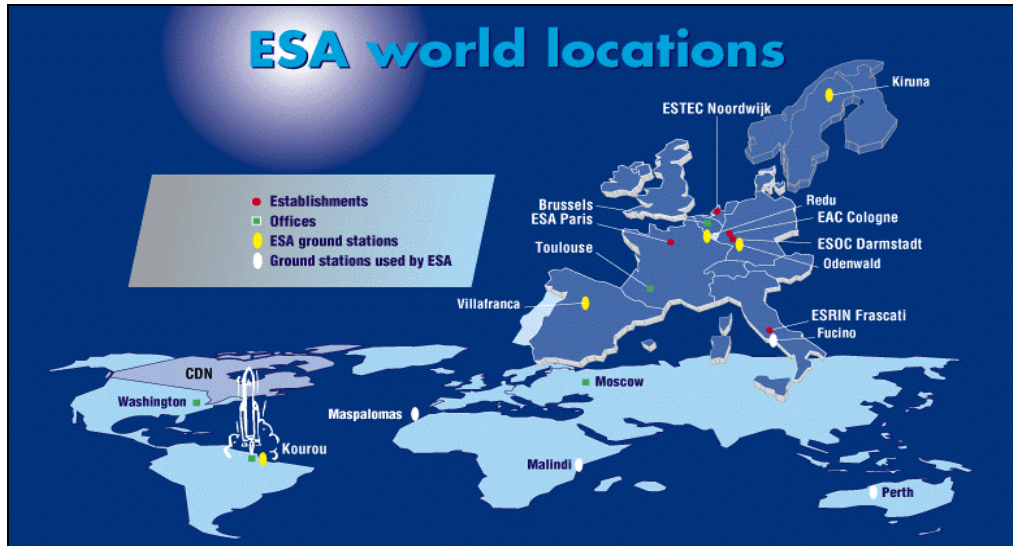 ESA world locations
Kiruna
ESTEC Noordwijk
Establishments
Offices
ESA ground stations
Ground stations used by ESA
Brussels
ESA Paris
Toulouse
Redu
EAC Cologne
ESOC Darmstadt
Odenwald
Villafranca
ESRIN Frascati
Fucino
CDN
Washington
Moscow
Maspalomas
Kourou
Malindi
Perth